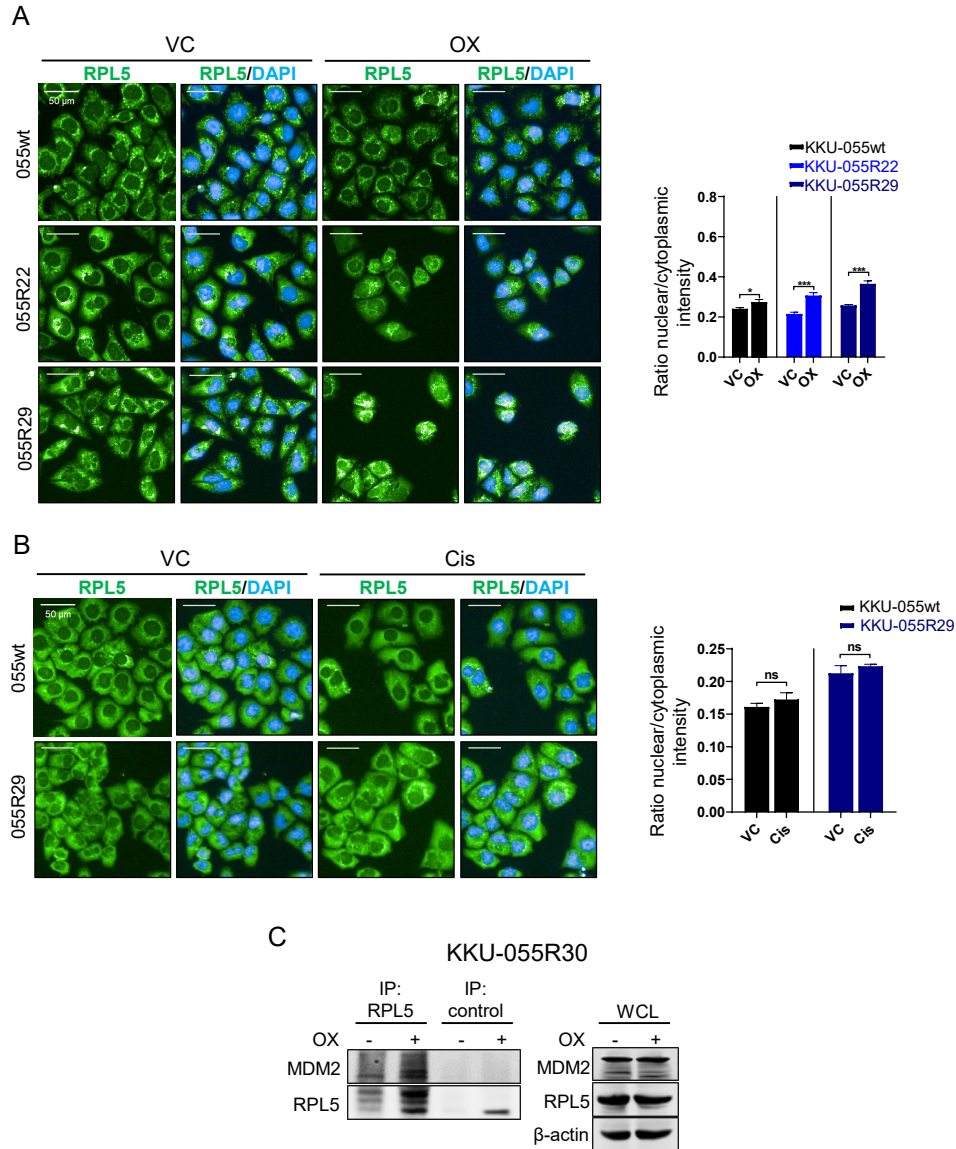 A
VC OX
RPL5 RPL5/DAPI RPL5 RPL5/DAPI
50 µm
055wt
055R22
055R29
KKU-055wt
KKU-055R22
KKU-055R29
Ratio nuclear/cytoplasmic
intensity
0.8
0.6
0.4
0.2
0.0
* *** ***
VC OX VC OX VC OX
B
VC Cis
RPL5 RPL5/DAPI RPL5 RPL5/DAPI
50 µm
055wt
055R29
KKU-055wt
KKU-055R29
Ratio nuclear/cytoplasmic
intensity
0.25
0.20
0.15
0.10
0.05
0.00
ns ns
VC Cis VC Cis
C
KKU-055R30
IP: IP:
RPL5 control WCL
OX - + - + OX - +
MDM2 MDM2
RPL5 RPL5
β-actin